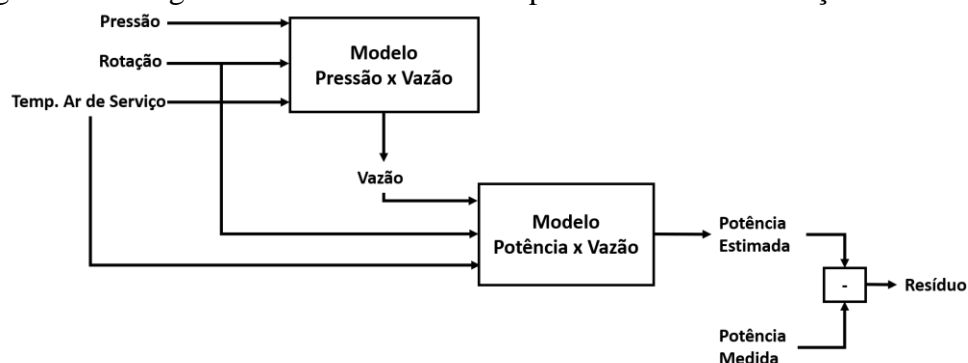 Pressão
Rotação
Temp. Ar de Serviço
Modelo
Pressão x Vazão
Vazão
Modelo
Potência x Vazão
Potência
Estimada
-
Resíduo
Potência
Medida